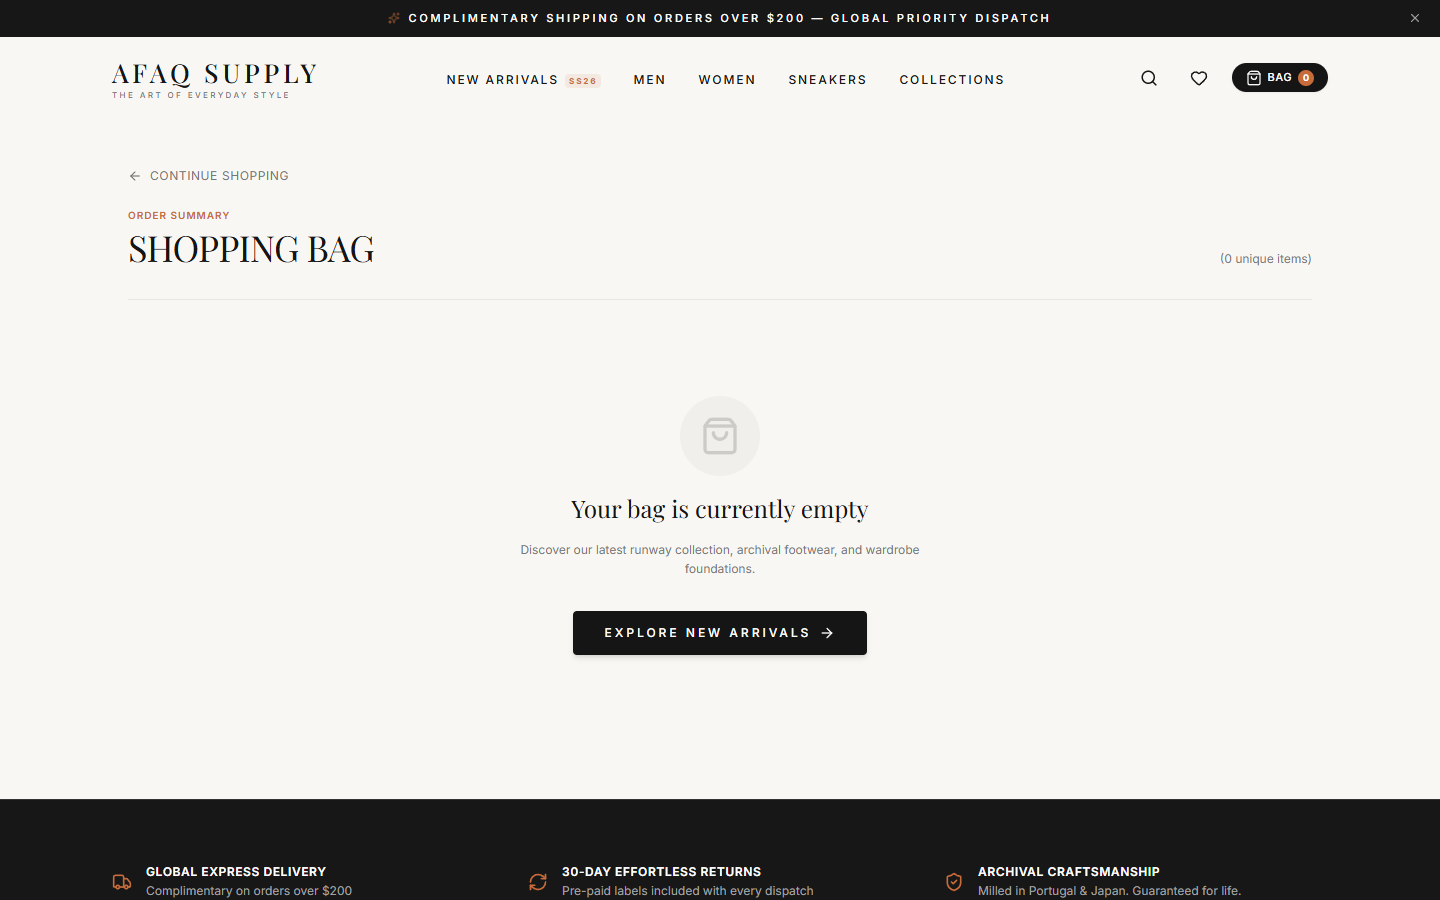 COMPLIMENTARY SHIPPING ON ORDERS OVER $200 — GLOBAL PRIORITY DISPATCH
AFAQ SUPPLY
THE ART OF EVERYDAY STYLE
NEW ARRIVALS SS26 MEN WOMEN SNEAKERS COLLECTIONS
BAG 0
CONTINUE SHOPPING
ORDER SUMMARY
SHOPPING BAG
(0 unique items)
Your bag is currently empty
Discover our latest runway collection, archival footwear, and wardrobe
foundations.
EXPLORE NEW ARRIVALS
GLOBAL EXPRESS DELIVERY
Complimentary on orders over $200
30-DAY EFFORTLESS RETURNS
Pre-paid labels included with every dispatch
ARCHIVAL CRAFTSMANSHIP
Milled in Portugal & Japan. Guaranteed for life.